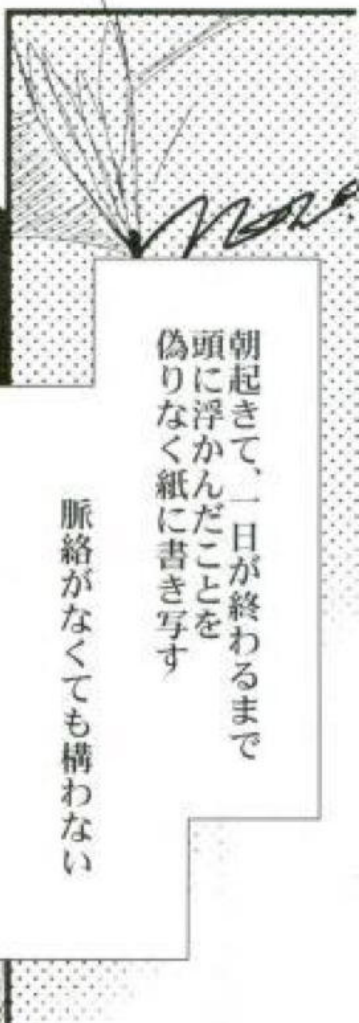 朝起きて、一日が終わるまで
頭に浮かんだことを
偽りなく紙に書き写す
脈絡がなくても構わない